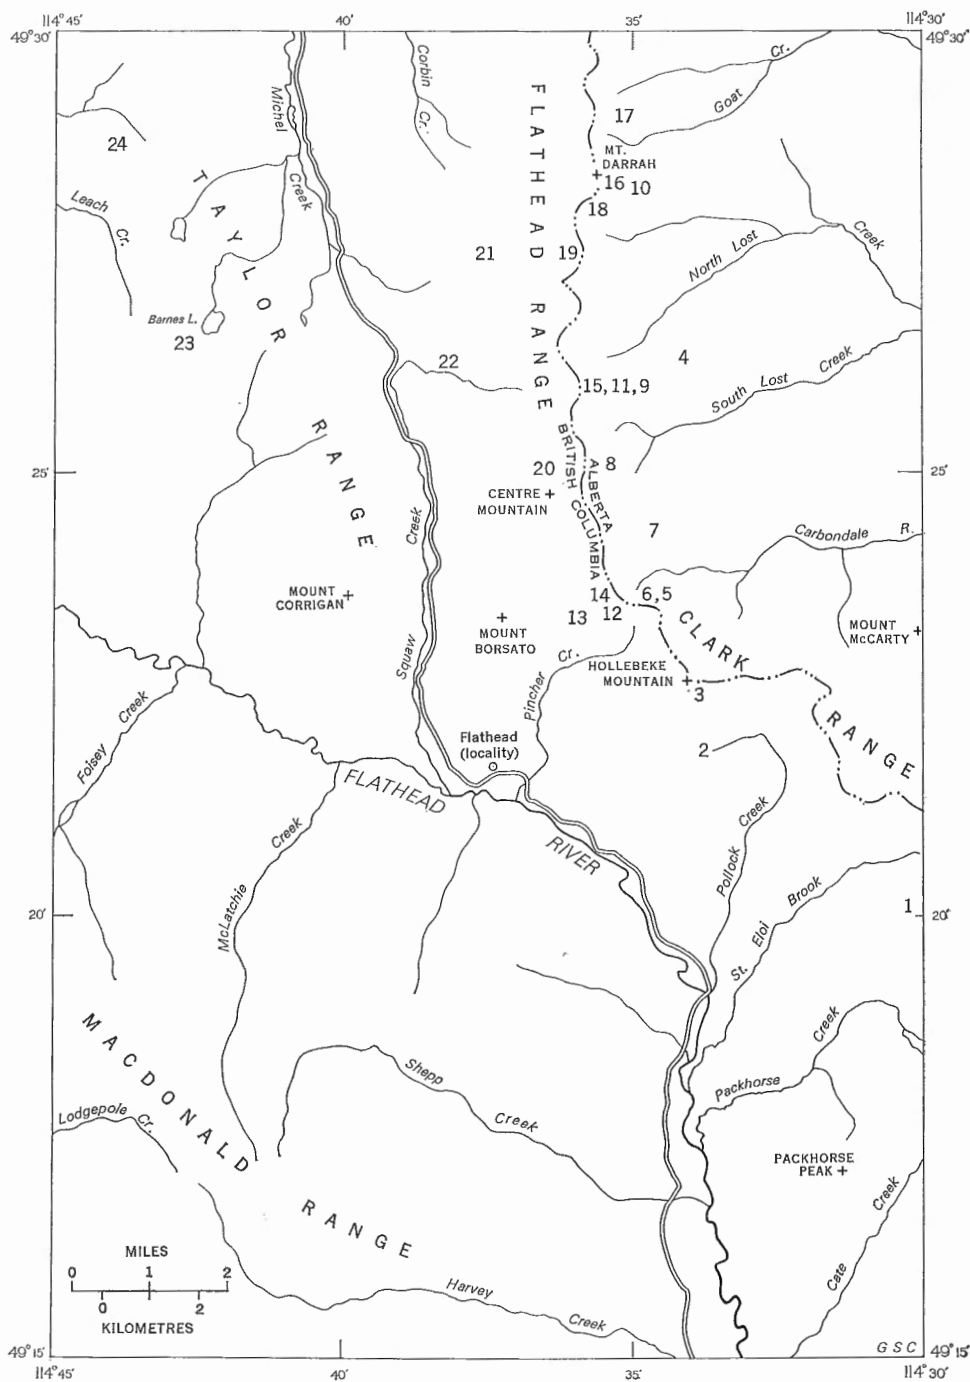 114°45'
40'
35'
114°30'
49°30'
49°30'
Michel
Creek
Corbin
Cr.
FLATHEAD RANGE
Cr.
Goat
17
MT.
DARRAH
16 10
18
24
TAYLOR
RANGE
Leach
Cr.
21
19
North Lost
Creek
Barnes L.
23
22
4
South Lost Creek
15, 11, 9
BRITISH COLUMBIA
ALBERTA
25'
20
8
25'
CENTRE
MOUNTAIN
Creek
7
Carbondale R.
MOUNT
CORRIGAN
14
6, 5
13
12
MOUNT
BORSATO
CLARK
RANGE
MOUNT
McCARTY
Squaw
Pincher
Cr.
HOLLEBEKE
MOUNTAIN
3
Foisey
Creek
Flathead
(locality)
2
FLATHEAD
RIVER
McLatchie
Creek
Pollock
Creek
St. Eloi Brook
20'
1
20'
MACDONALD
RANGE
Shepp
Creek
Packhorse
Creek
Lodgepole
Cr.
PACKHORSE
PEAK
Creek
Cate
MILES
0 1 2
0 2
KILOMETRES
Harvey
Creek
GSC
49°15'
49°15'
114°45'
40'
35'
114°30'